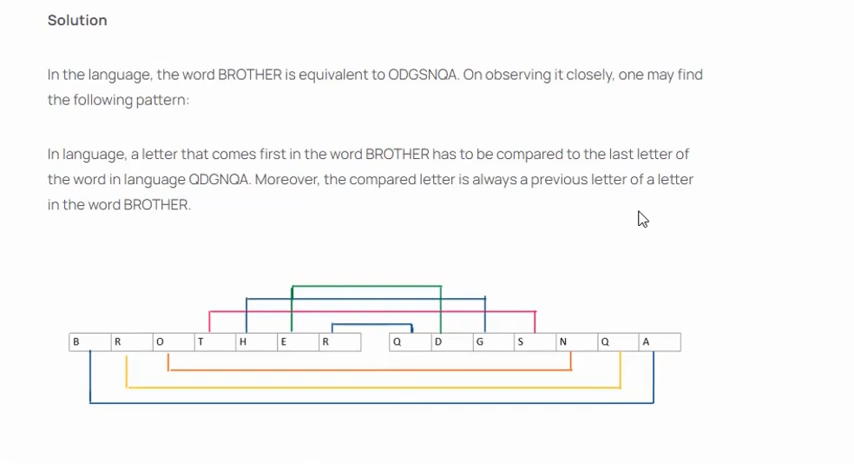 Solution
In the language, the word BROTHER is equivalent to ODGSNQA. On observing it closely, one may find
the following pattern:
In language, a letter that comes first in the word BROTHER has to be compared to the last letter of
the word in language QDGNQA. Moreover, the compared letter is always a previous letter of a letter
in the word BROTHER.
B R O T H E R Q D G S N Q A